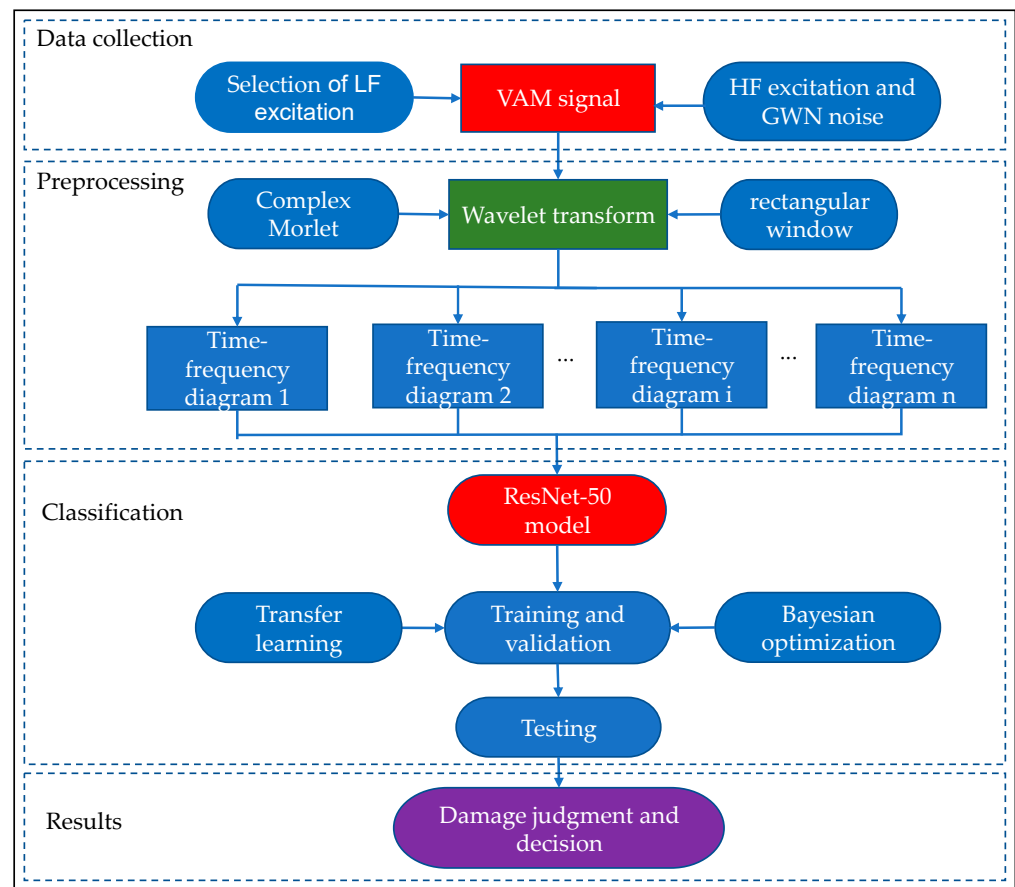 Data collection
Selection of LF
excitation
VAM signal
HF excitation and
GWN noise
Preprocessing
Complex
Morlet
Wavelet transform
rectangular
window
Time-
frequency
diagram 1
Time-
frequency
diagram 2
...
Time-
frequency
diagram i
...
Time-
frequency
diagram n
Classification
ResNet-50
model
Transfer
learning
Training and
validation
Bayesian
optimization
Testing
Results
Damage judgment and
decision